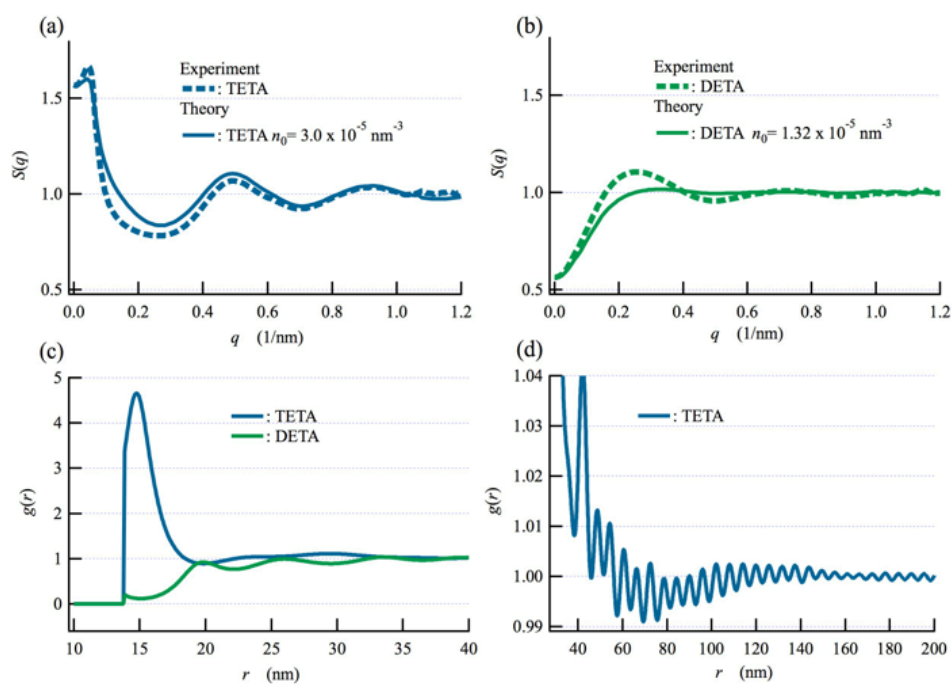 (a)
1.5
1.0
0.5
S(q)
Experiment
: TETA
Theory
: TETA n₀= 3.0 x 10⁻⁵ nm⁻³
0.0 0.2 0.4 0.6 0.8 1.0 1.2
q (1/nm)
(b)
1.5
1.0
0.5
S(q)
Experiment
: DETA
Theory
: DETA n₀= 1.32 x 10⁻⁵ nm⁻³
0.0 0.2 0.4 0.6 0.8 1.0 1.2
q (1/nm)
(c)
5
4
3
2
1
0
g(r)
: TETA
: DETA
10 15 20 25 30 35 40
r (nm)
(d)
1.04
1.03
1.02
1.01
1.00
0.99
g(r)
: TETA
40 60 80 100 120 140 160 180 200
r (nm)